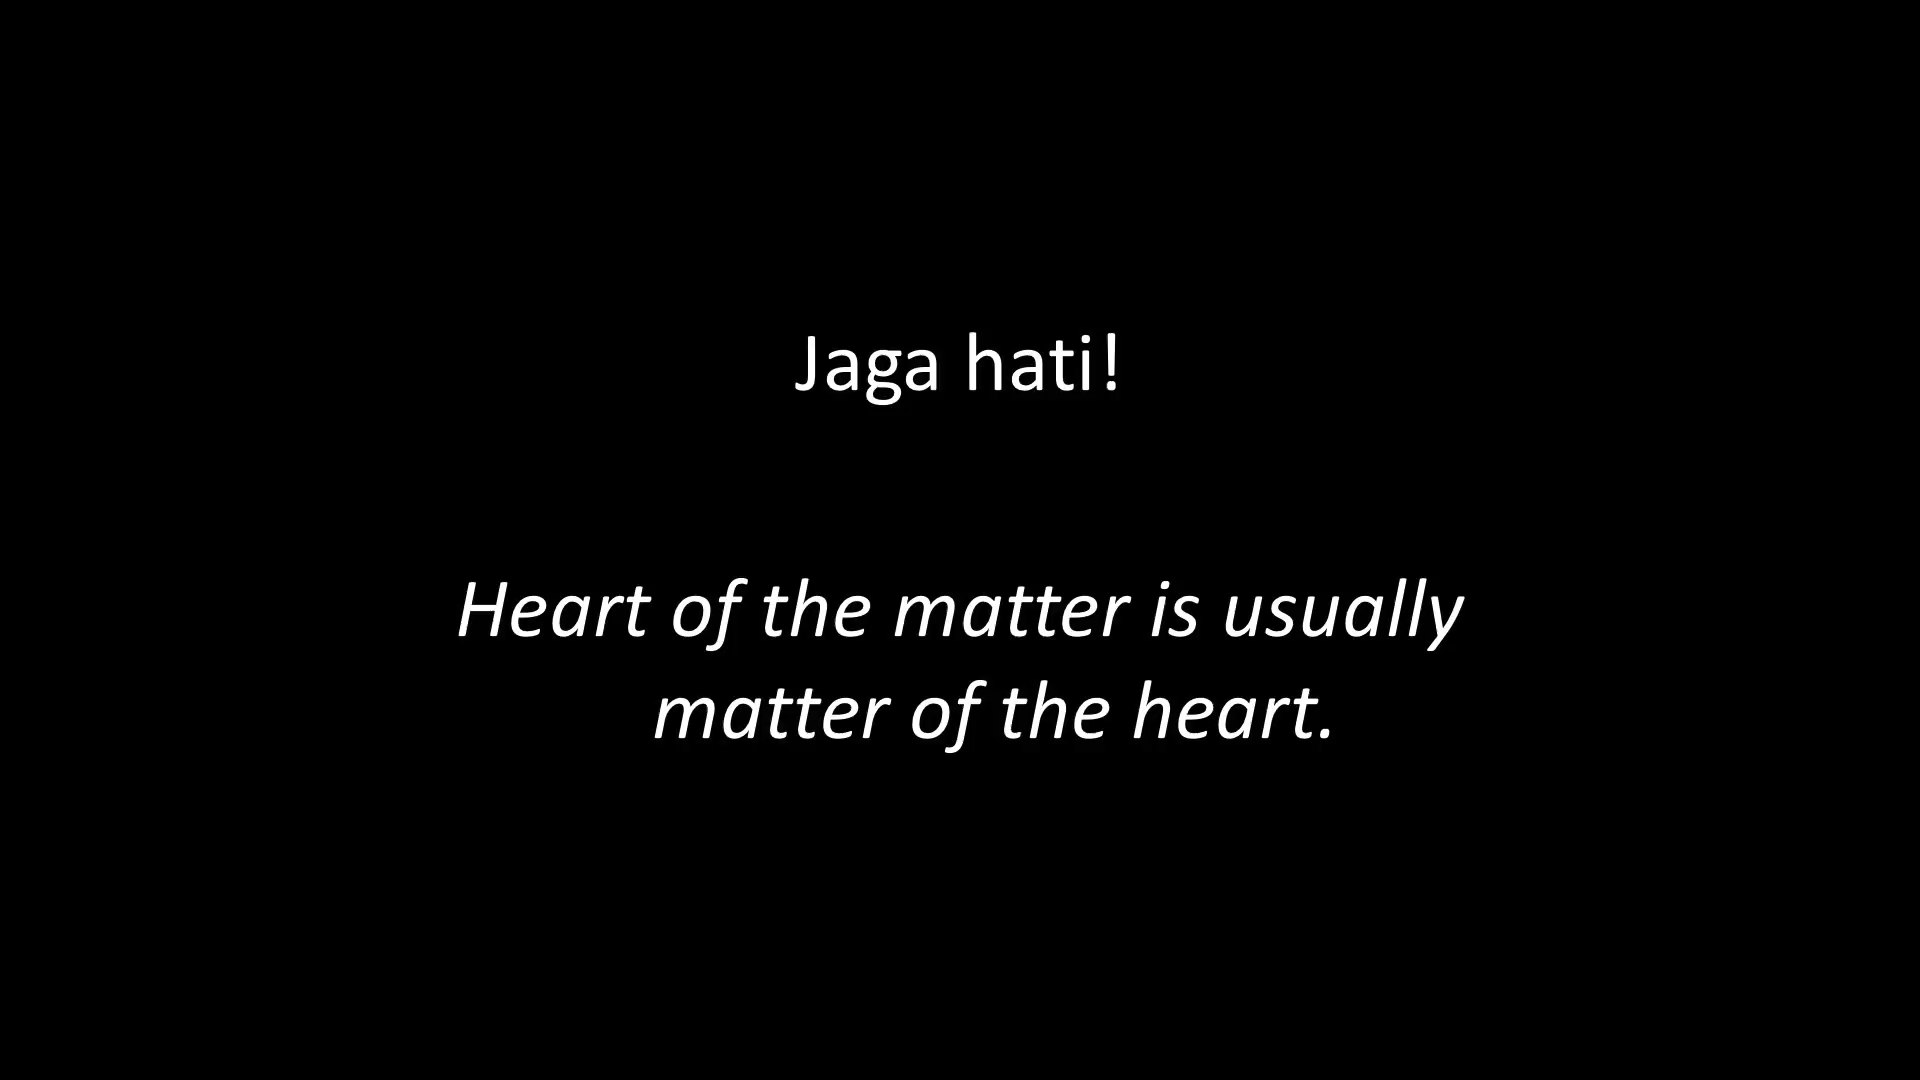 Jaga hati!
Heart of the matter is usually
matter of the heart.